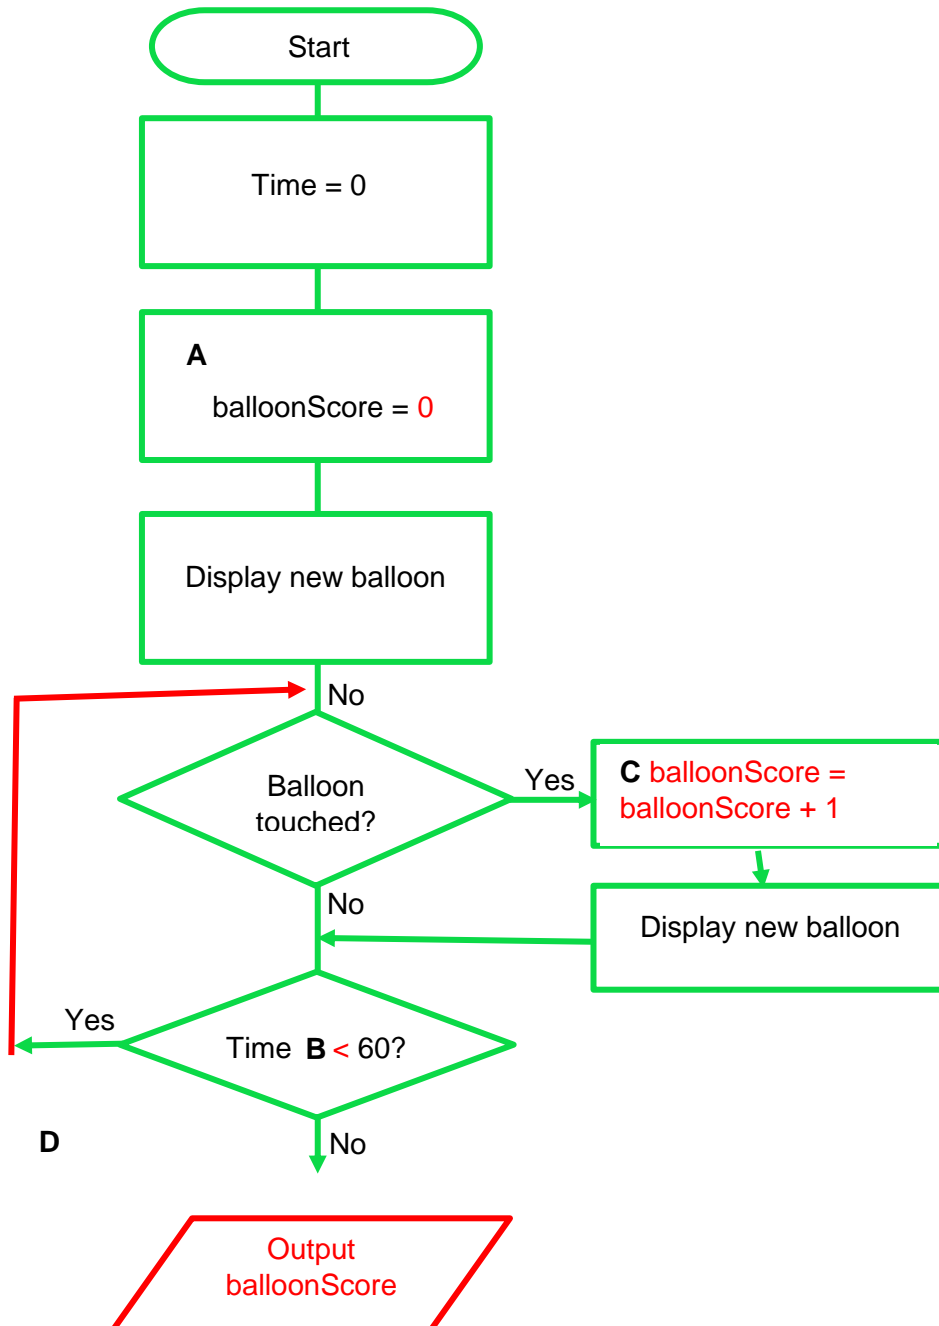 Start
Time = 0
A
balloonScore = 0
Display new balloon
No
Balloon
touched?
Yes
C balloonScore =
balloonScore + 1
No
Display new balloon
Yes
Time B < 60?
D
No
Output
balloonScore